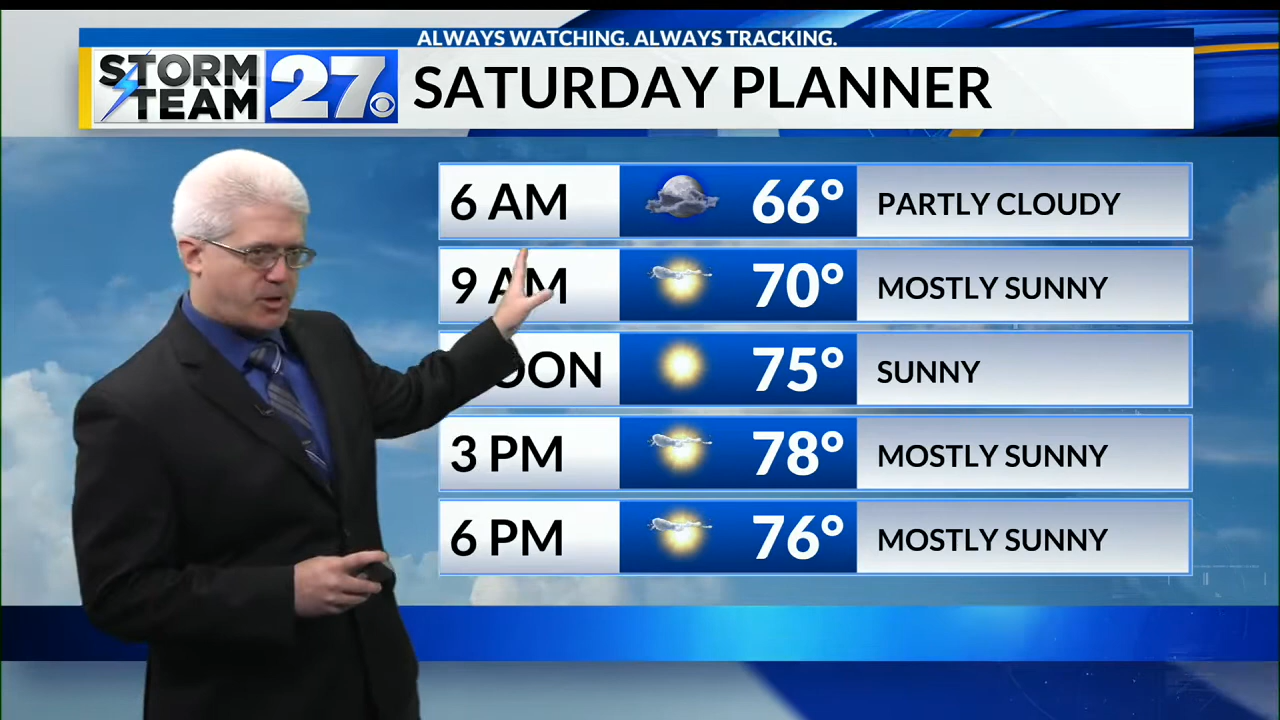 ALWAYS WATCHING. ALWAYS TRACKING.
STORM TEAM 27
SATURDAY PLANNER
6 AM 66° PARTLY CLOUDY
9 AM 70° MOSTLY SUNNY
OON 75° SUNNY
3 PM 78° MOSTLY SUNNY
6 PM 76° MOSTLY SUNNY